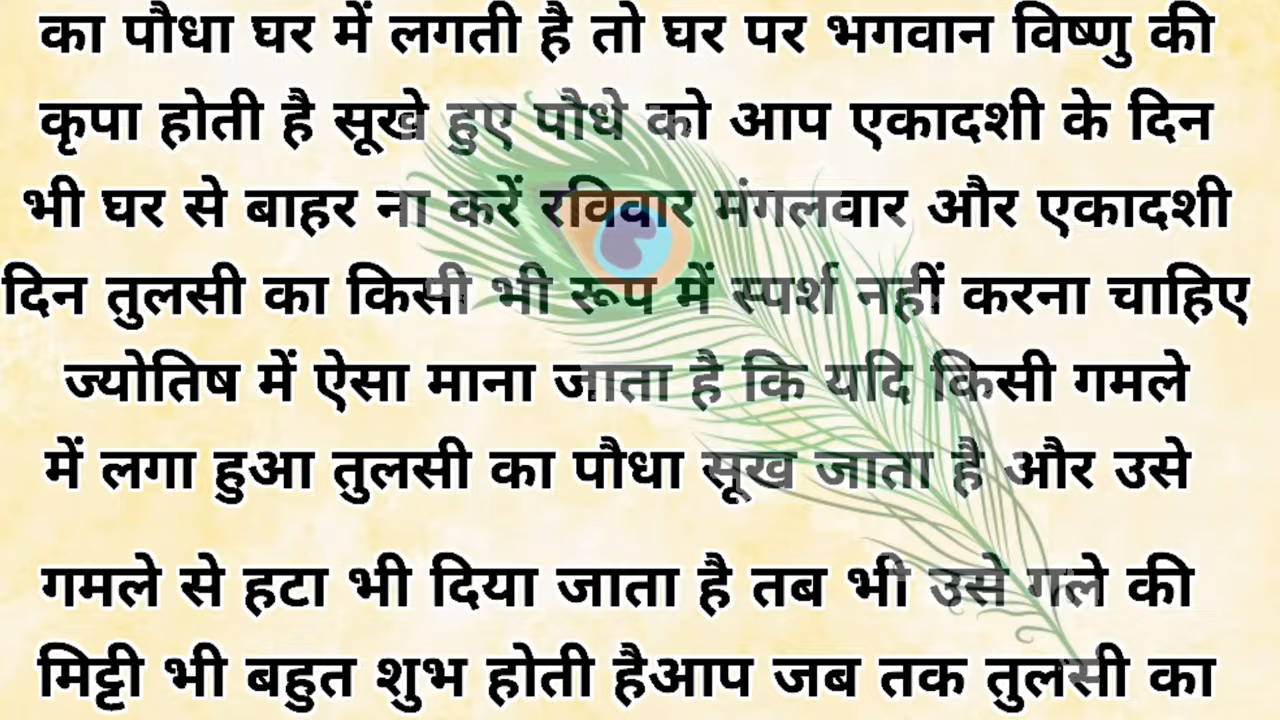 का पौधा घर में लगती है तो घर पर भगवान विष्णु की
कृपा होती है सूखे हुए पौधे को आप एकादशी के दिन
भी घर से बाहर ना करें रविवार मंगलवार और एकादशी
दिन तुलसी का किसी भी रूप में स्पर्श नहीं करना चाहिए
ज्योतिष में ऐसा माना जाता है कि यदि किसी गमले
में लगा हुआ तुलसी का पौधा सूख जाता है और उसे
गमले से हटा भी दिया जाता है तब भी उसे गले की
मिट्टी भी बहुत शुभ होती हैआप जब तक तुलसी का